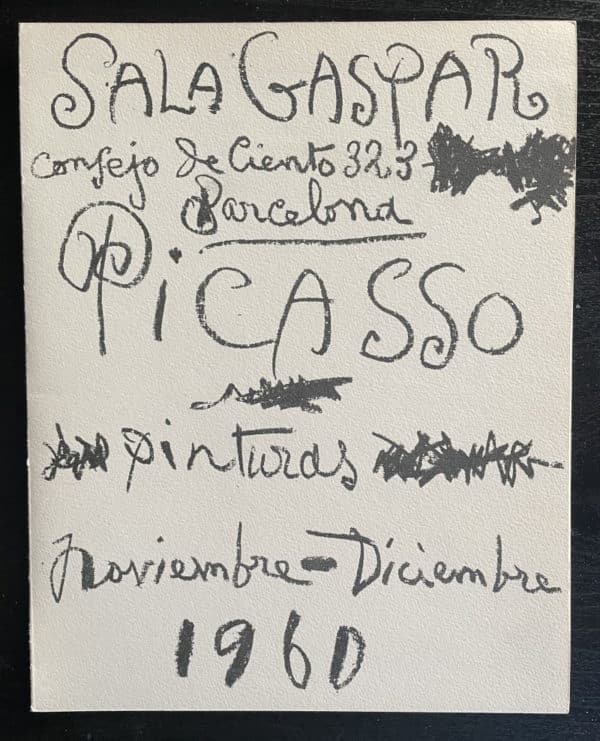 SALA GASPAR
Consejo de Ciento 323
Barcelona
PiCASSO
pinturas
noviembre-Diciembre
1960